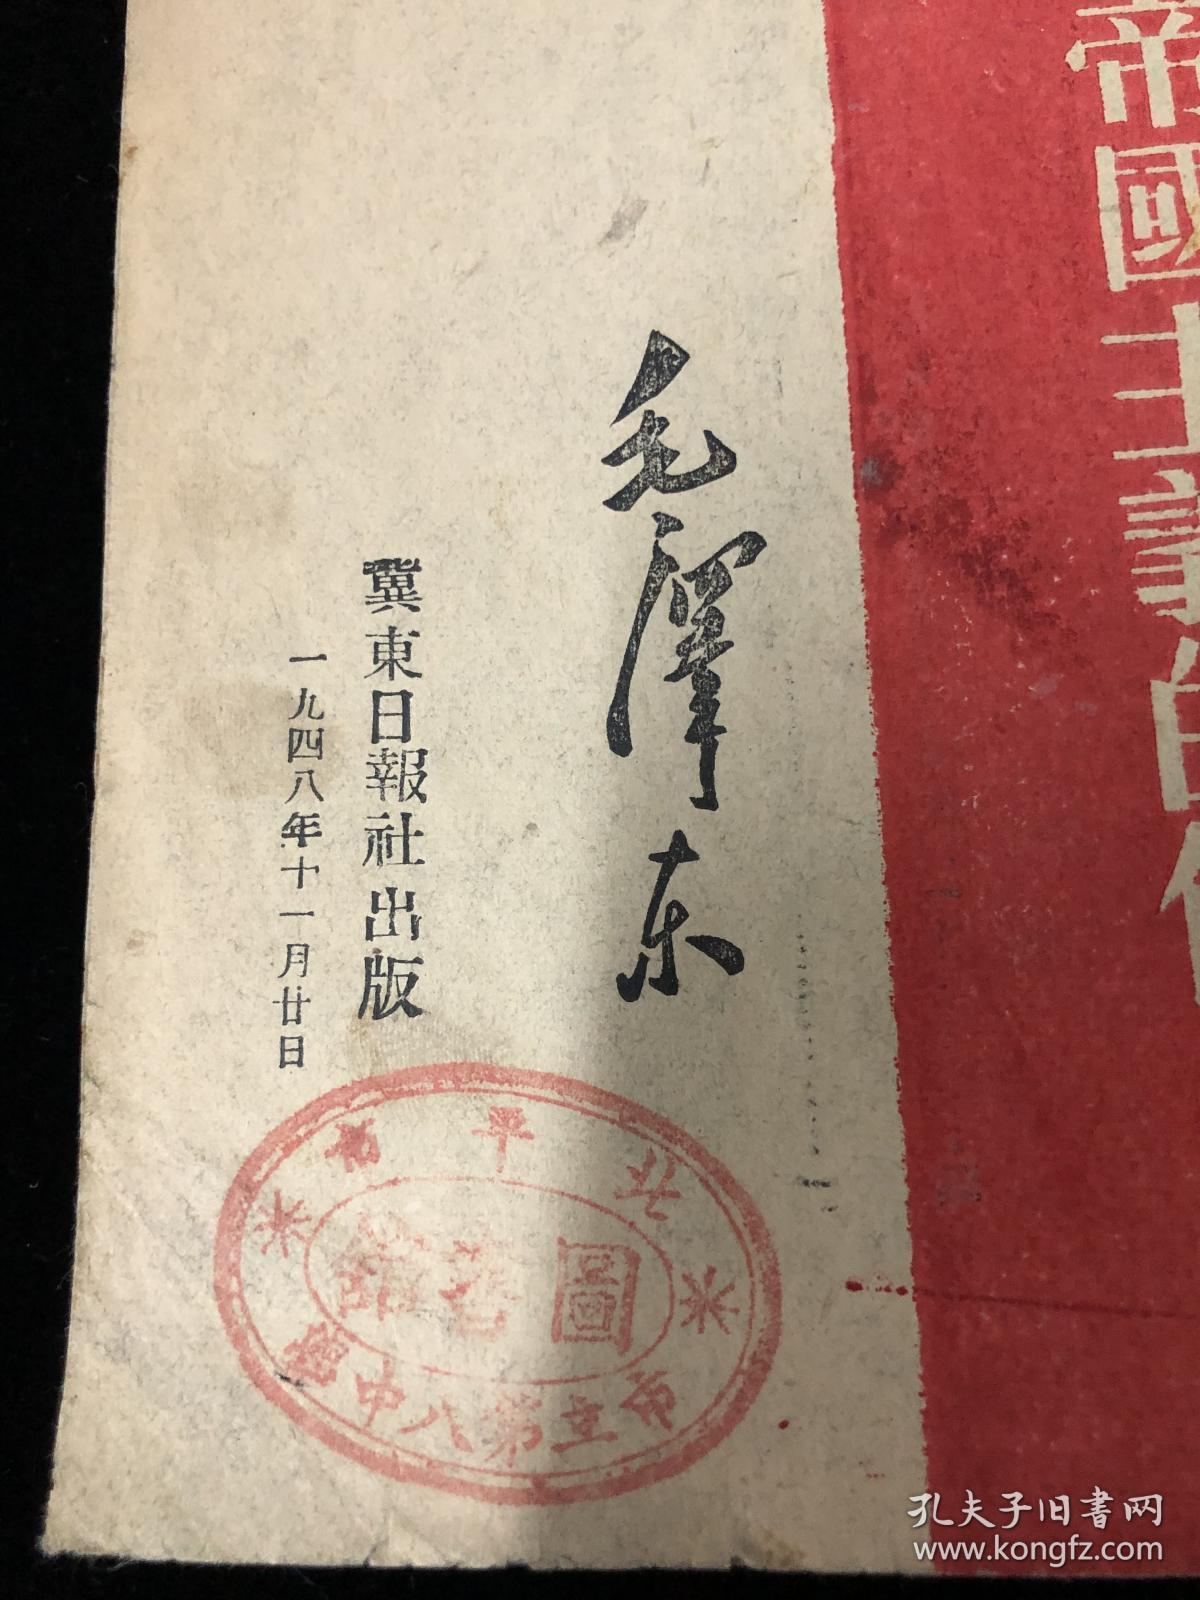 帝國主義的
毛澤东
冀東日報社出版
一九四八年十一月廿日
北平市
圖書館
市立第八中學
孔夫子旧书网
www.kongfz.com